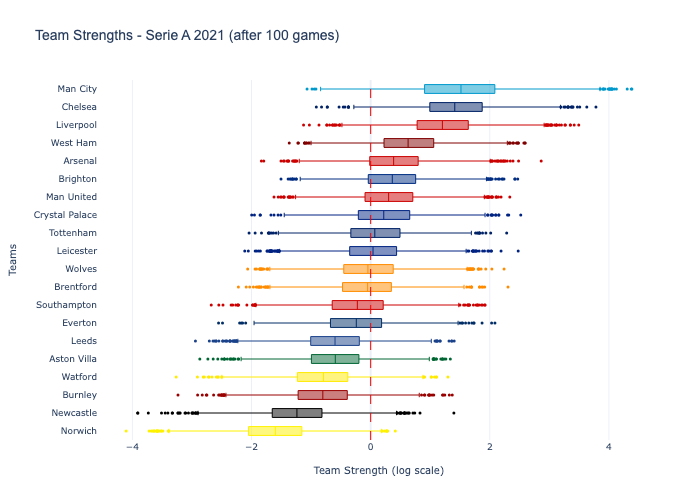 Team Strengths - Serie A 2021 (after 100 games)
Man City
Chelsea
Liverpool
West Ham
Arsenal
Brighton
Man United
Crystal Palace
Tottenham
Leicester
Wolves
Brentford
Southampton
Everton
Leeds
Aston Villa
Watford
Burnley
Newcastle
Norwich
Teams
−4 −2 0 2 4
Team Strength (log scale)